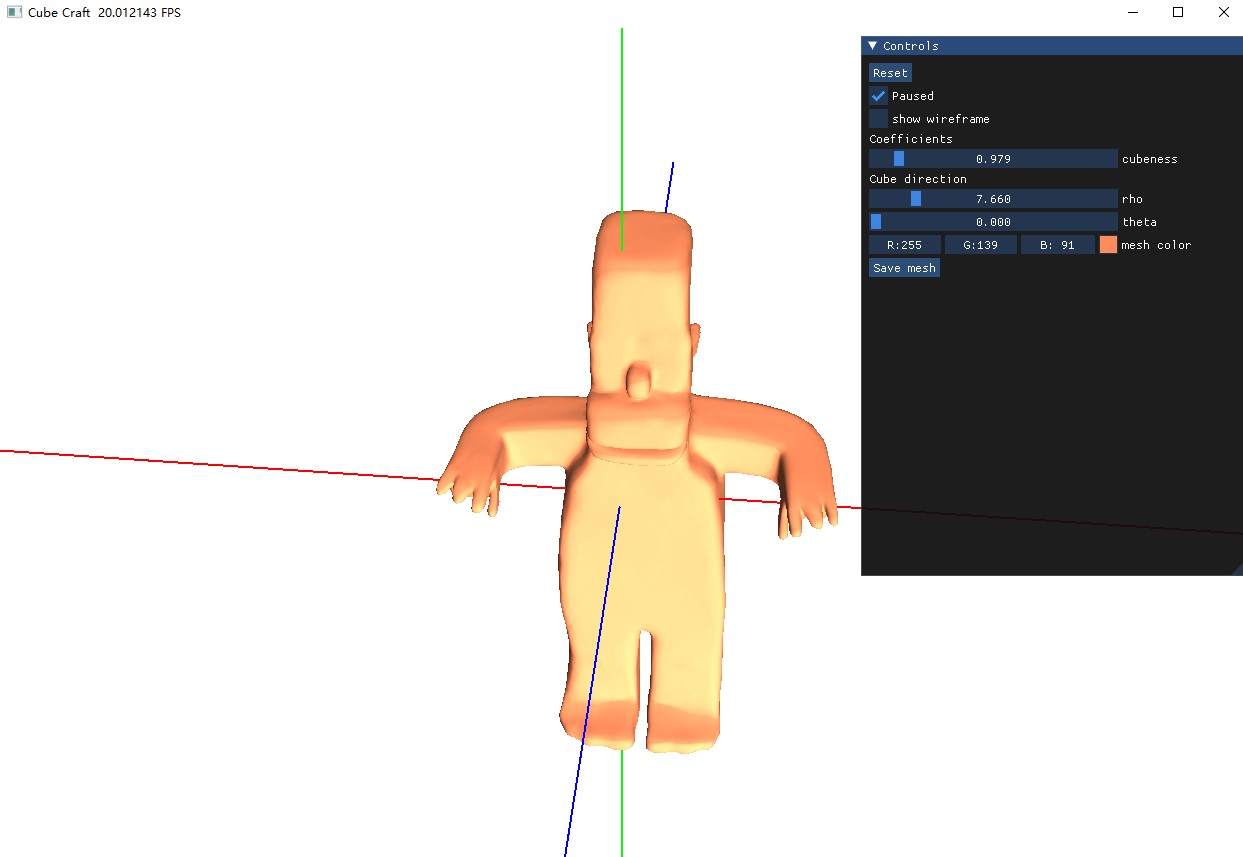 Cube Craft 20.012143 FPS
Controls
Reset
Paused
show wireframe
Coefficients
0.979 cubeness
Cube direction
7.660 rho
0.000 theta
R:255 G:139 B: 91 mesh color
Save mesh